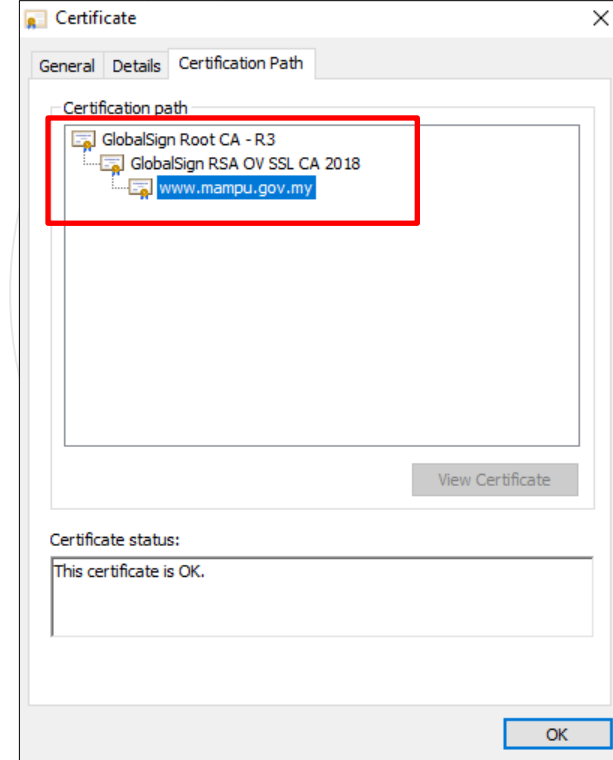 Certificate
General Details Certification Path
Certification path
GlobalSign Root CA - R3
GlobalSign RSA OV SSL CA 2018
www.mampu.gov.my
View Certificate
Certificate status:
This certificate is OK.
OK